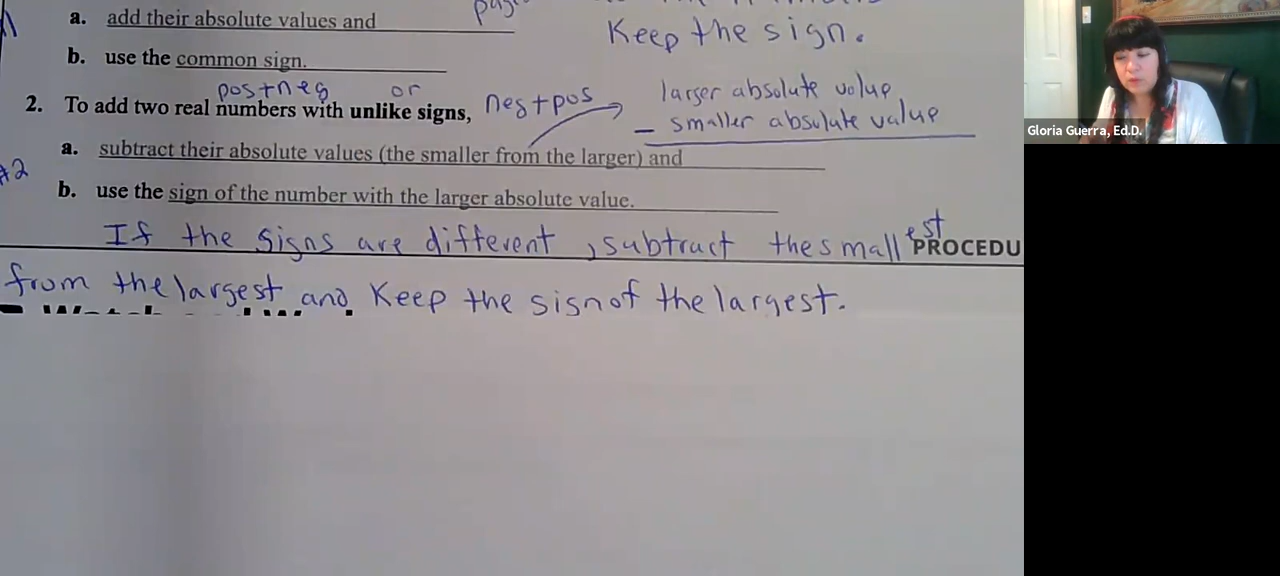 a. add their absolute values and
Keep the sign.
b. use the common sign.
pos+neg or
2. To add two real numbers with unlike signs, neg+pos
larger absolute value
− smaller absolute value
a. subtract their absolute values (the smaller from the larger) and
#2
b. use the sign of the number with the larger absolute value.
If the signs are different, subtract the smallest
PROCEDU
from the largest and Keep the sign of the largest.
Gloria Guerra, Ed.D.